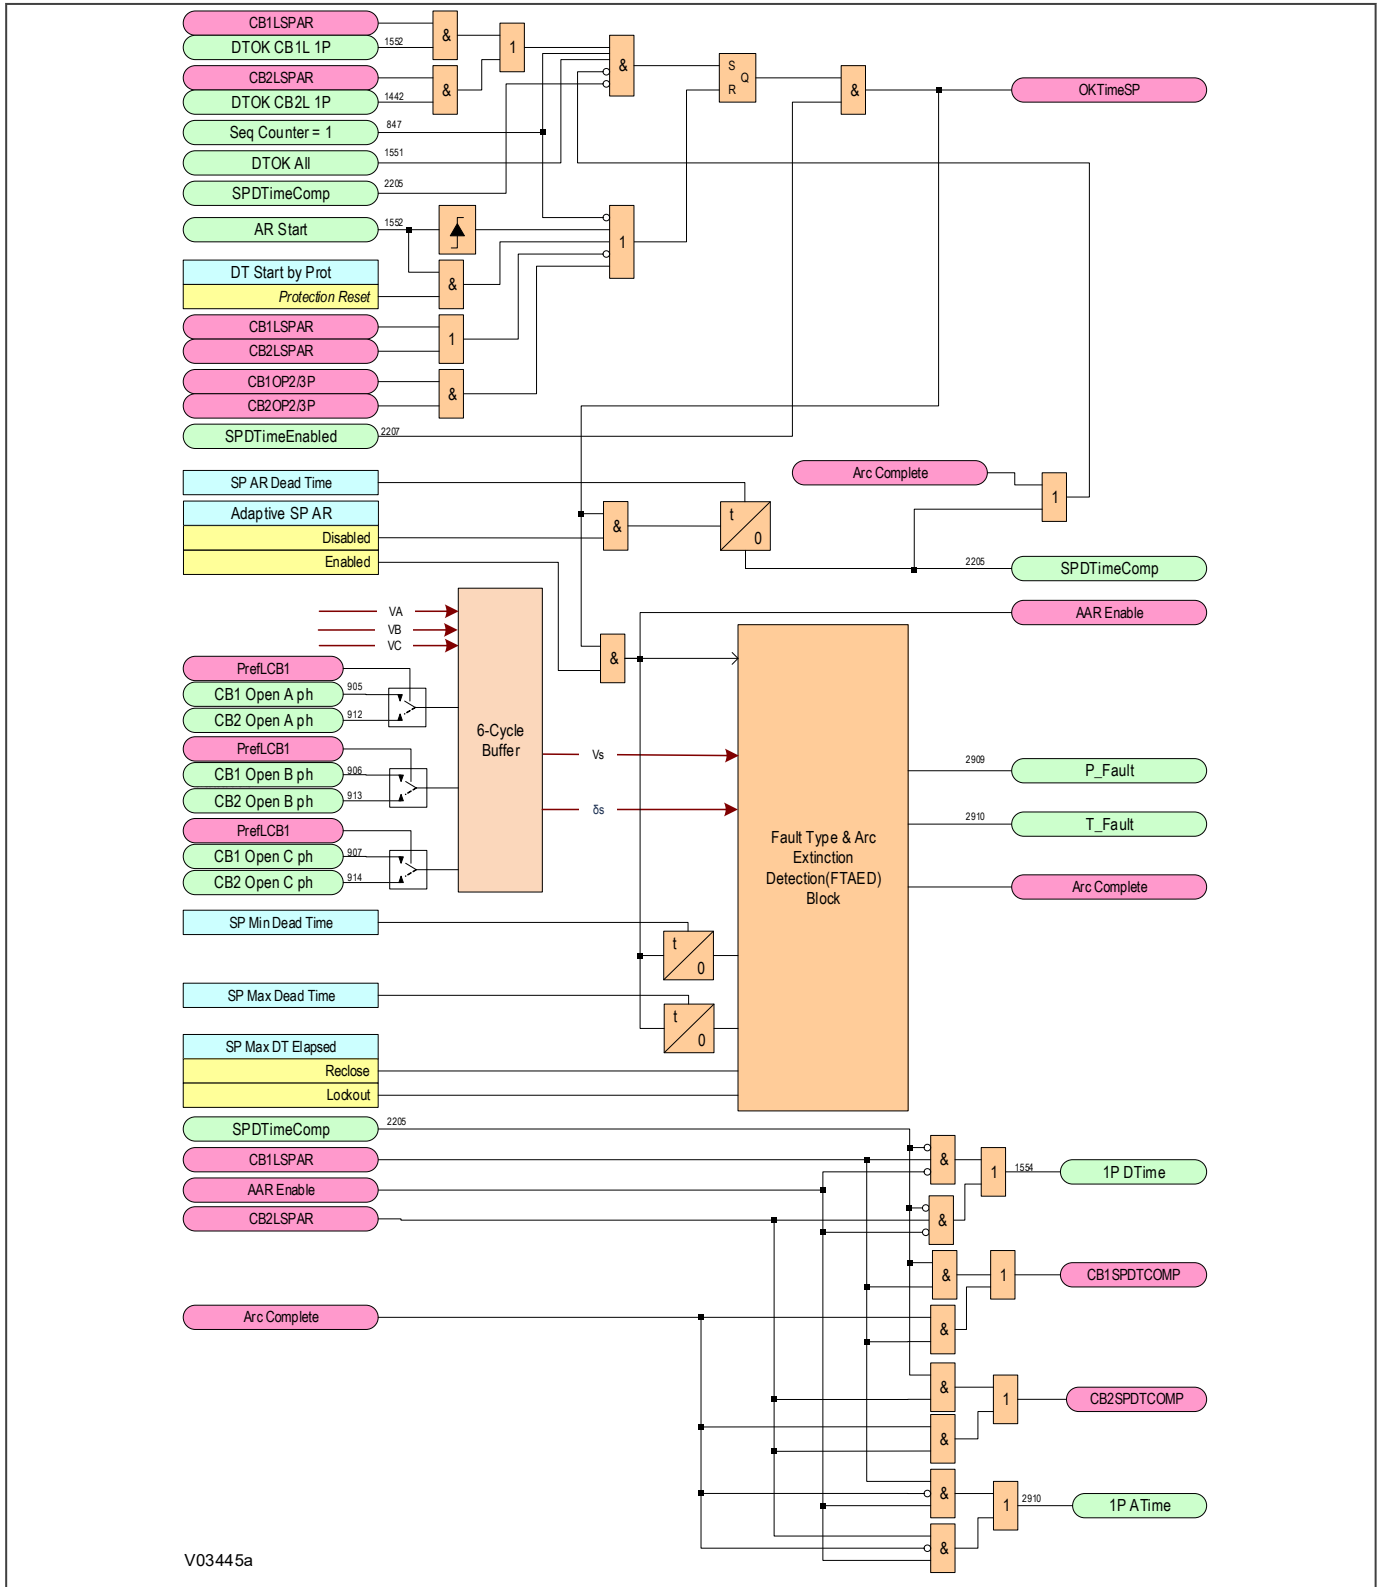 CB1LSPAR
DTOK CB1L 1P
1552
&
1
CB2LSPAR
DTOK CB2L 1P
1442
&
&
S
Q
R
&
OKTimeSP
Seq Counter = 1
847
DTOK All
1551
SPDTimeComp
2205
AR Start
1552
1
DT Start by Prot
Protection Reset
&
CB1LSPAR
CB2LSPAR
1
CB1OP2/3P
CB2OP2/3P
&
SPDTimeEnabled
2207
Arc Complete
1
SP AR Dead Time
Adaptive SP AR
Disabled
Enabled
&
t
0
2205
SPDTimeComp
AAR Enable
VA
VB
VC
&
PrefLCB1
CB1 Open A ph
905
CB2 Open A ph
912
PrefLCB1
CB1 Open B ph
906
CB2 Open B ph
913
PrefLCB1
CB1 Open C ph
907
CB2 Open C ph
914
6-Cycle
Buffer
Vs
δs
Fault Type & Arc
Extinction
Detection(FTAED)
Block
2909
P_Fault
2910
T_Fault
Arc Complete
SP Min Dead Time
t
0
SP Max Dead Time
t
0
SP Max DT Elapsed
Reclose
Lockout
SPDTimeComp
2205
CB1LSPAR
AAR Enable
CB2LSPAR
&
&
1
1554
1P DTime
&
1
CB1SPDTCOMP
Arc Complete
&
&
1
CB2SPDTCOMP
&
&
1
2910
1P ATime
&
V03445a